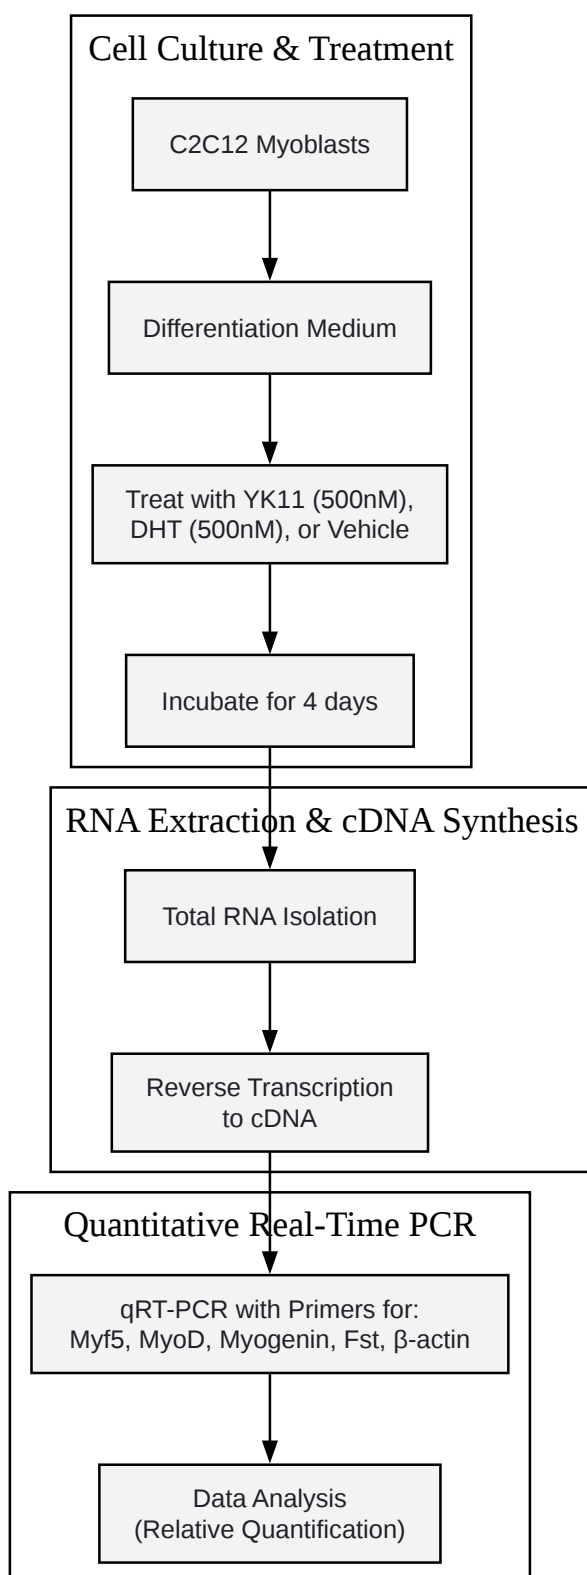 Cell Culture & Treatment
C2C12 Myoblasts
Differentiation Medium
Treat with YK11 (500nM),
DHT (500nM), or Vehicle
Incubate for 4 days
RNA Extraction & cDNA Synthesis
Total RNA Isolation
Reverse Transcription
to cDNA
Quantitative Real-Time PCR
qRT-PCR with Primers for:
Myf5, MyoD, Myogenin, Fst, β-actin
Data Analysis
(Relative Quantification)